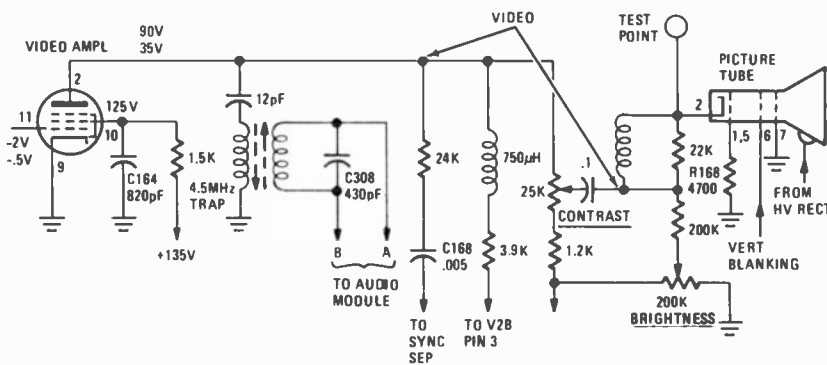 90V
35V
VIDEO AMPL
VIDEO
TEST
POINT
PICTURE
TUBE
2
11
125V
10
-2V
-.5V
9
C164
820pF
1.5K
+135V
12pF
4.5MHz
TRAP
C308
430pF
B
A
TO AUDIO
MODULE
24K
C168
.005
TO
SYNC
SEP
750μH
3.9K
TO V2B
PIN 3
25K
.1
CONTRAST
1.2K
2
1,5
6
7
22K
R168
4700
200K
FROM
HV RECT
VERT
BLANKING
200K
BRIGHTNESS